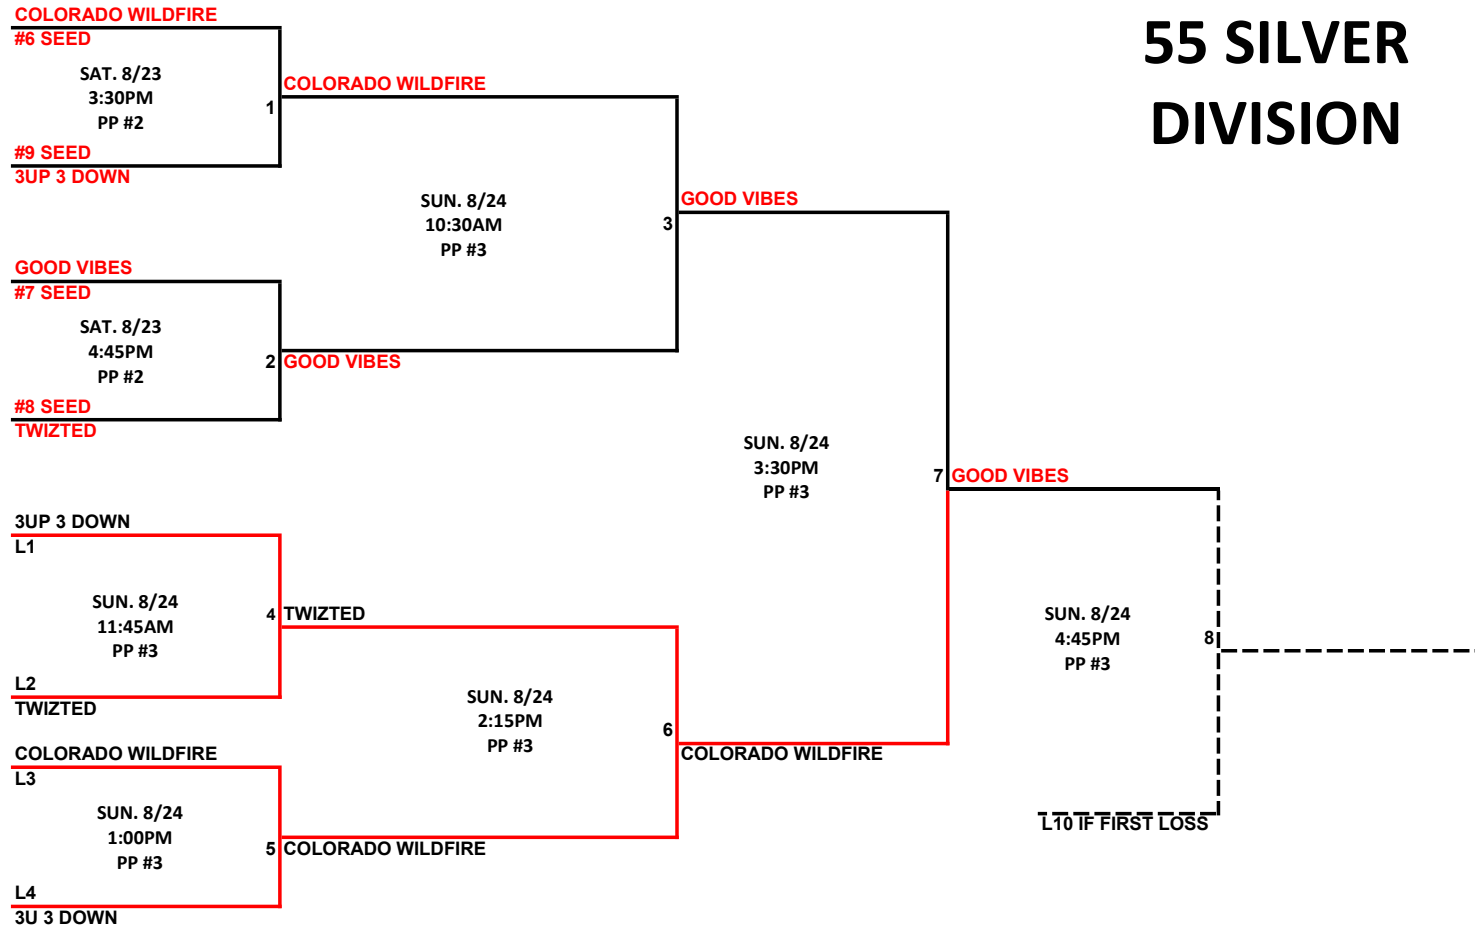 55 SILVER
DIVISION
COLORADO WILDFIRE
#6 SEED
SAT. 8/23
3:30PM
PP #2
1
#9 SEED
3UP 3 DOWN
COLORADO WILDFIRE
SUN. 8/24
10:30AM
PP #3
3
GOOD VIBES
GOOD VIBES
#7 SEED
SAT. 8/23
4:45PM
PP #2
2
GOOD VIBES
#8 SEED
TWIZTED
SUN. 8/24
3:30PM
PP #3
7
GOOD VIBES
3UP 3 DOWN
L1
SUN. 8/24
11:45AM
PP #3
4
TWIZTED
L2
TWIZTED
SUN. 8/24
2:15PM
PP #3
6
COLORADO WILDFIRE
SUN. 8/24
4:45PM
PP #3
8
COLORADO WILDFIRE
L3
SUN. 8/24
1:00PM
PP #3
5
COLORADO WILDFIRE
L10 IF FIRST LOSS
L4
3U 3 DOWN